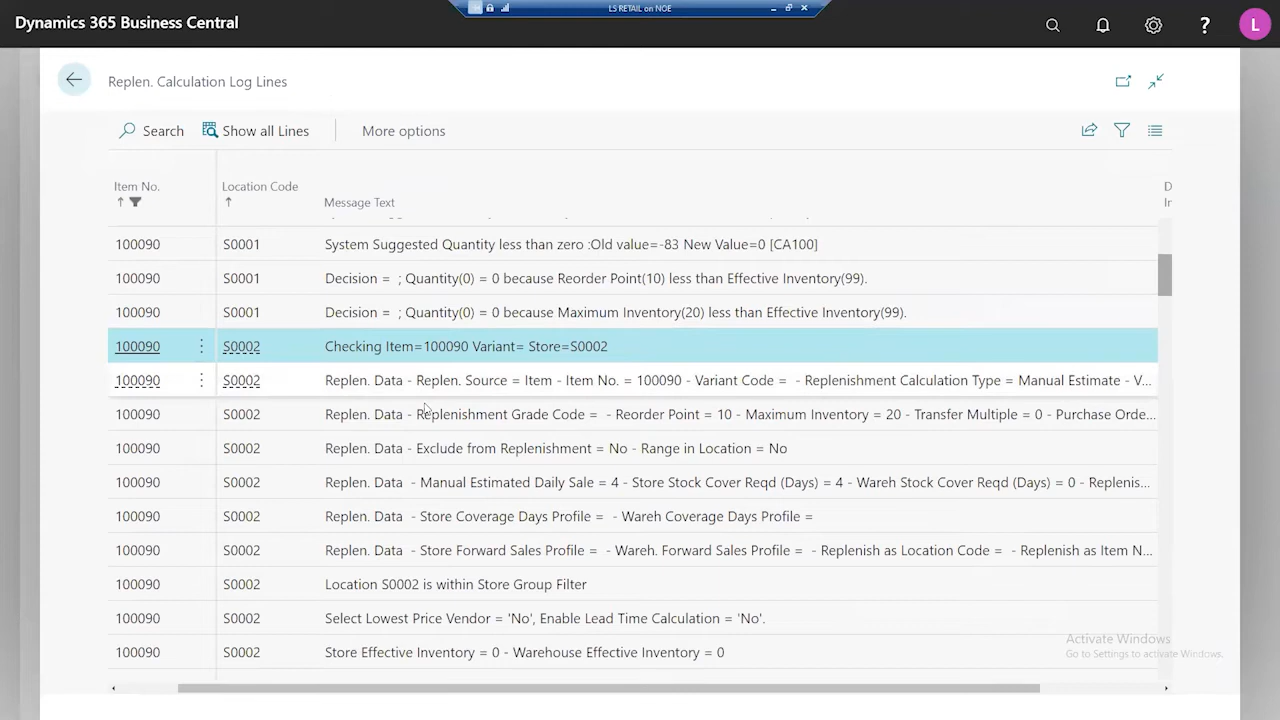 LS RETAIL on NOE
Dynamics 365 Business Central
L
Replen. Calculation Log Lines
Search Show all Lines More options
Item No. Location Code Message Text D
In
100090 S0001 System Suggested Quantity less than zero :Old value=-83 New Value=0 [CA100]
100090 S0001 Decision = ; Quantity(0) = 0 because Reorder Point(10) less than Effective Inventory(99).
100090 S0001 Decision = ; Quantity(0) = 0 because Maximum Inventory(20) less than Effective Inventory(99).
100090 S0002 Checking Item=100090 Variant= Store=S0002
100090 S0002 Replen. Data - Replen. Source = Item - Item No. = 100090 - Variant Code = - Replenishment Calculation Type = Manual Estimate - V...
100090 S0002 Replen. Data - Replenishment Grade Code = - Reorder Point = 10 - Maximum Inventory = 20 - Transfer Multiple = 0 - Purchase Orde...
100090 S0002 Replen. Data - Exclude from Replenishment = No - Range in Location = No
100090 S0002 Replen. Data - Manual Estimated Daily Sale = 4 - Store Stock Cover Reqd (Days) = 4 - Wareh Stock Cover Reqd (Days) = 0 - Replenis...
100090 S0002 Replen. Data - Store Coverage Days Profile = - Wareh Coverage Days Profile =
100090 S0002 Replen. Data - Store Forward Sales Profile = - Wareh. Forward Sales Profile = - Replenish as Location Code = - Replenish as Item N...
100090 S0002 Location S0002 is within Store Group Filter
100090 S0002 Select Lowest Price Vendor = 'No', Enable Lead Time Calculation = 'No'.
100090 S0002 Store Effective Inventory = 0 - Warehouse Effective Inventory = 0
Activate Windows
Go to Settings to activate Windows.